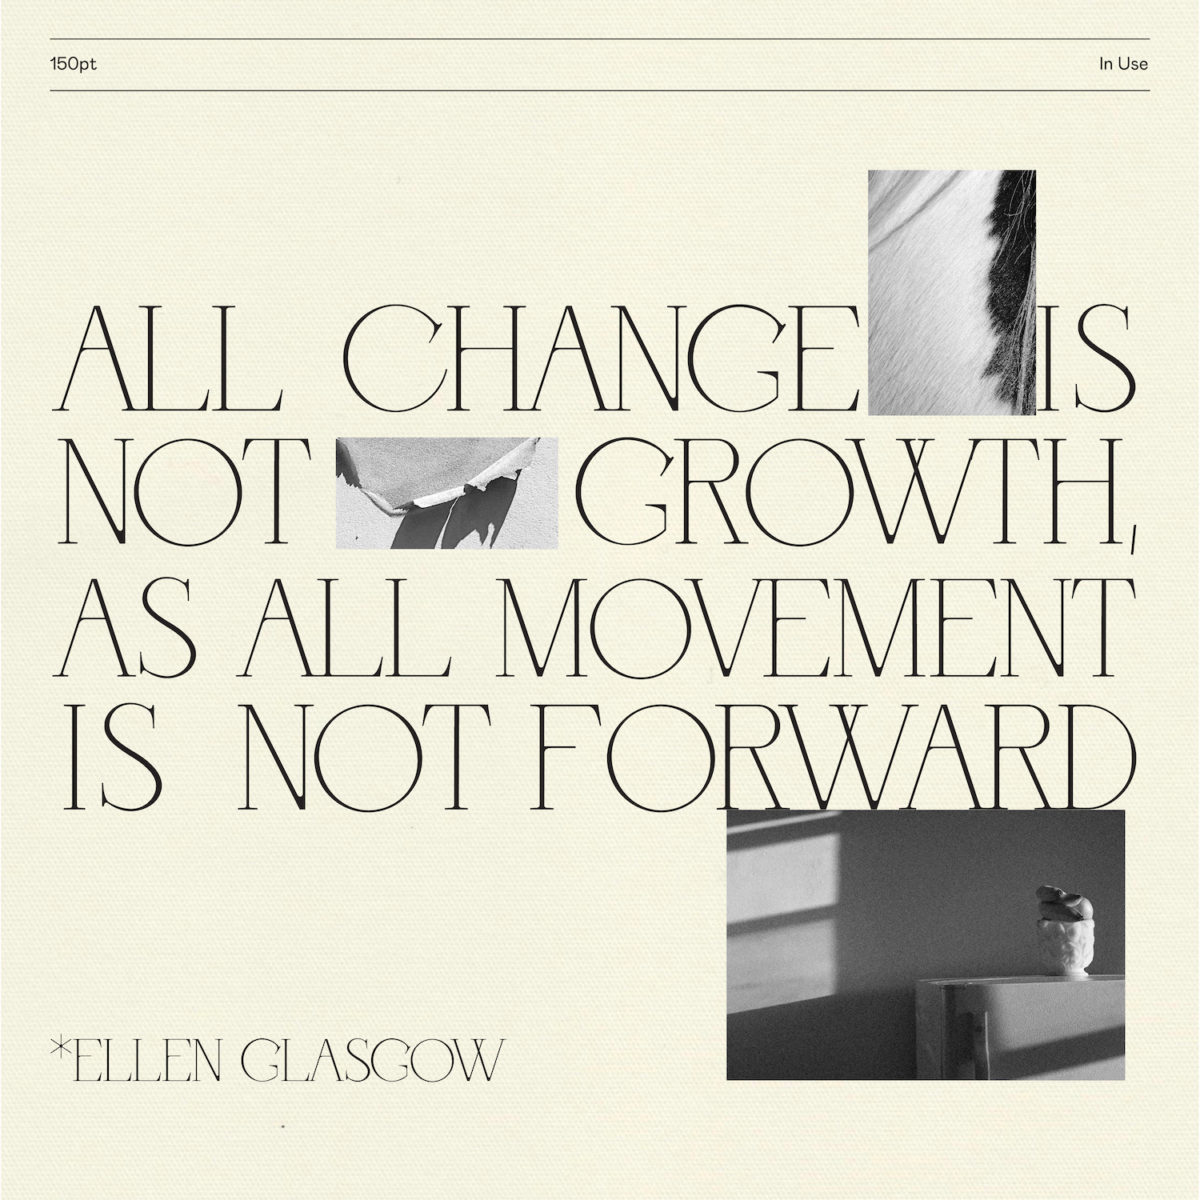 150pt
In Use
ALL CHANGE IS
NOT GROWTH,
AS ALL MOVEMENT
IS NOT FORWARD
*ELLEN GLASGOW